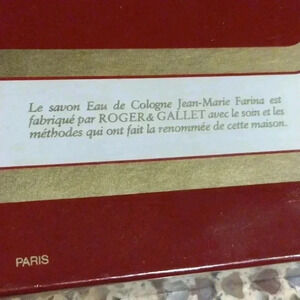 Le savon Eau de Cologne Jean-Marie Farina est
fabriqué par ROGER & GALLET avec le soin et les
méthodes qui ont fait la renommée de cette maison.
PARIS